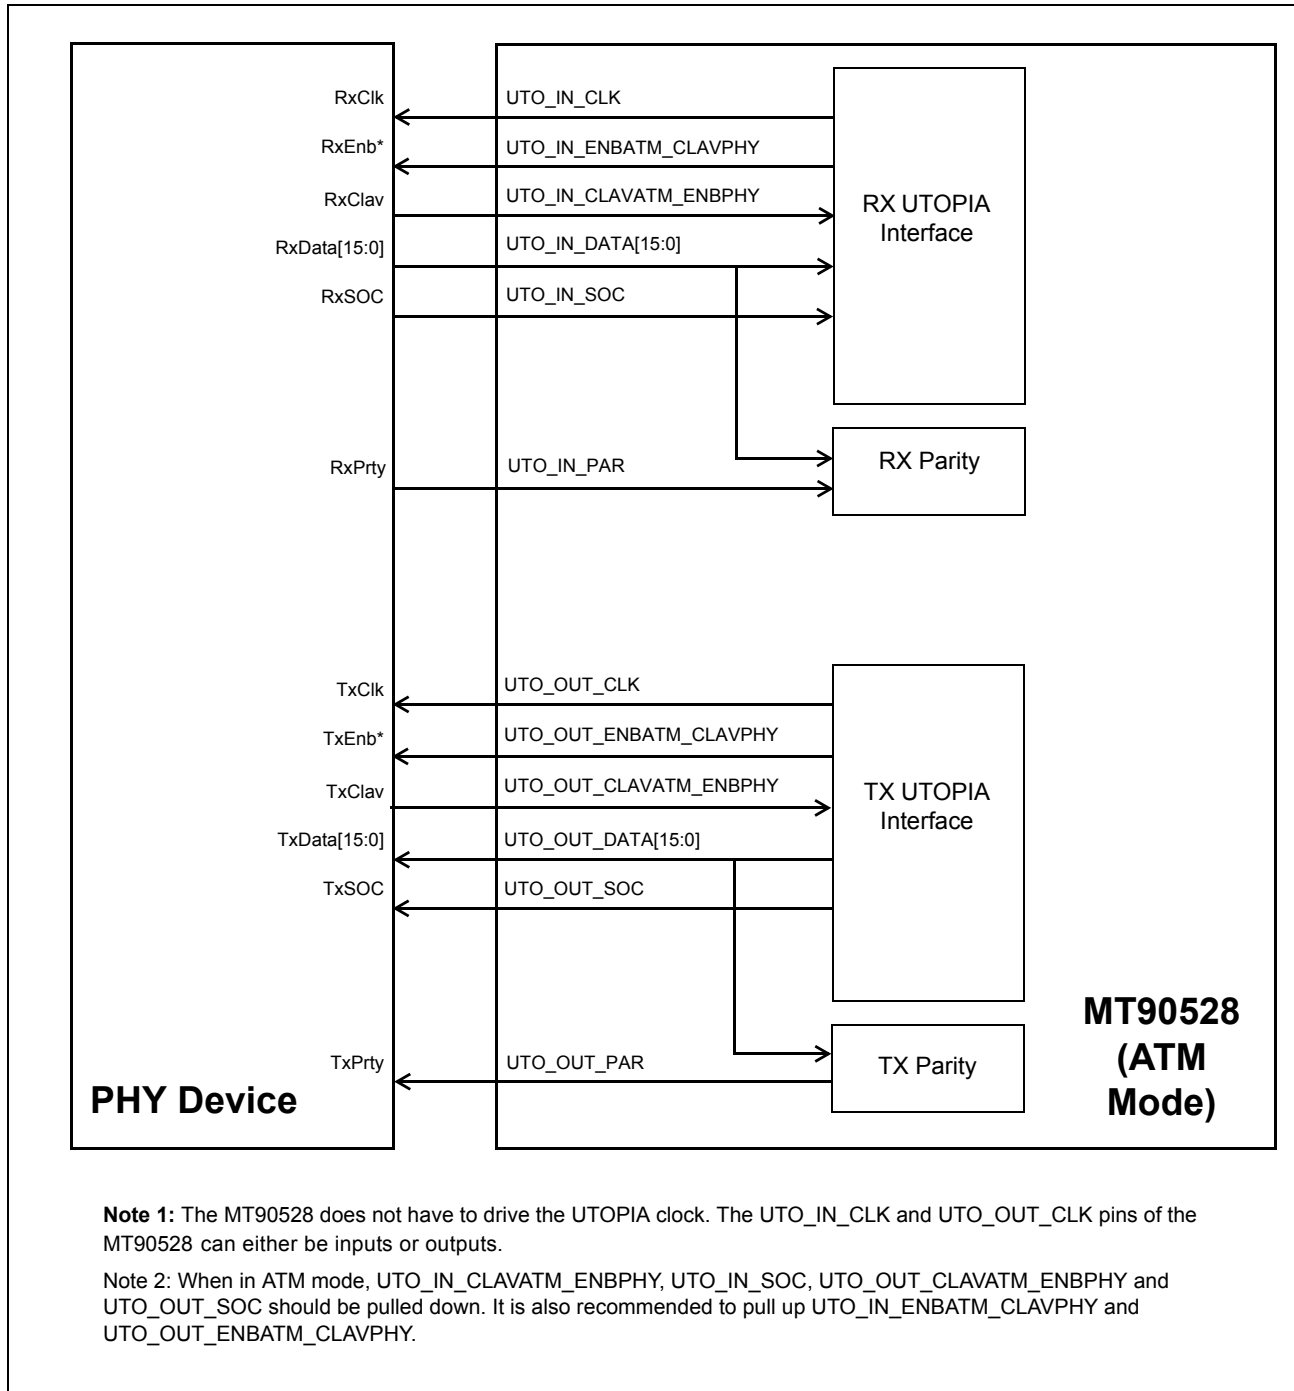 RxClk
UTO_IN_CLK
RxEnb*
UTO_IN_ENBATM_CLAVPHY
RxClav
UTO_IN_CLAVATM_ENBPHY
RxData[15:0]
UTO_IN_DATA[15:0]
RxSOC
UTO_IN_SOC
RX UTOPIA
Interface
RxPrty
UTO_IN_PAR
RX Parity
TxClk
UTO_OUT_CLK
TxEnb*
UTO_OUT_ENBATM_CLAVPHY
TxClav
UTO_OUT_CLAVATM_ENBPHY
TxData[15:0]
UTO_OUT_DATA[15:0]
TxSOC
UTO_OUT_SOC
TX UTOPIA
Interface
TxPrty
UTO_OUT_PAR
TX Parity
PHY Device
MT90528
(ATM
Mode)
Note 1: The MT90528 does not have to drive the UTOPIA clock. The UTO_IN_CLK and UTO_OUT_CLK pins of the
MT90528 can either be inputs or outputs.
Note 2: When in ATM mode, UTO_IN_CLAVATM_ENBPHY, UTO_IN_SOC, UTO_OUT_CLAVATM_ENBPHY and
UTO_OUT_SOC should be pulled down. It is also recommended to pull up UTO_IN_ENBATM_CLAVPHY and
UTO_OUT_ENBATM_CLAVPHY.